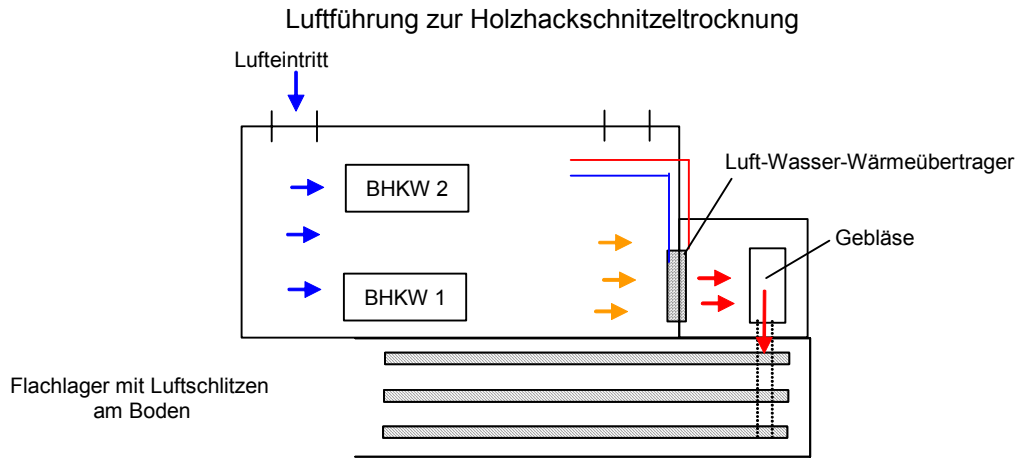 Luftführung zur Holzhackschnitzeltrocknung
Lufteintritt
Luft-Wasser-Wärmeübertrager
BHKW 2
Gebläse
BHKW 1
Flachlager mit Luftschlitzen
am Boden